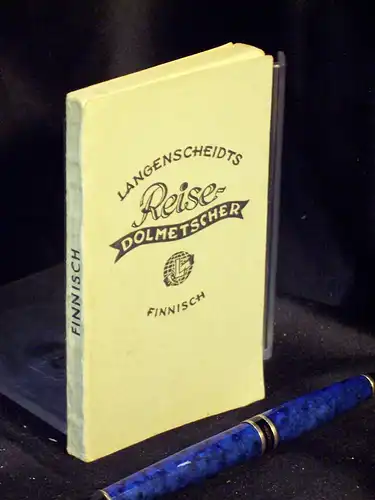 LANGENSCHEIDTS
Reise-
DOLMETSCHER
L
FINNISCH
FINNISCH